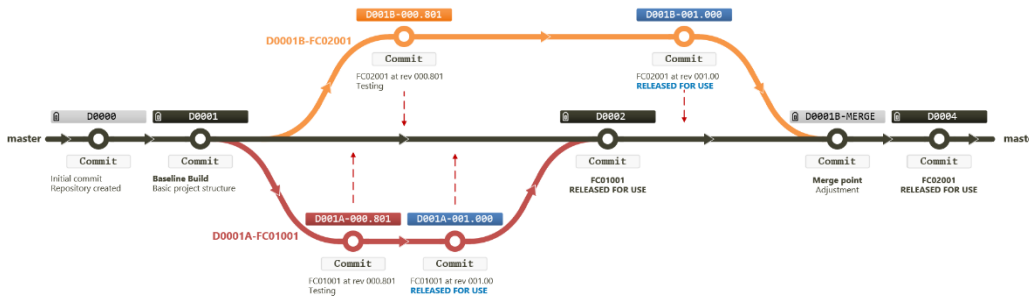 D001B-000.801
D001B-001.000
D0001B-FC02001
Commit
Commit
FC02001 at rev 000.801
Testing
FC02001 at rev 001.00
RELEASED FOR USE
D0000
D0001
D0002
D0001B-MERGE
D0004
master
maste
Commit
Commit
Commit
Commit
Commit
Initial commit
Repository created
Baseline Build
Basic project structure
FC01001
RELEASED FOR USE
Merge point
Adjustment
FC02001
RELEASED FOR USE
D001A-000.801
D001A-001.000
D0001A-FC01001
Commit
Commit
FC01001 at rev 000.801
Testing
FC01001 at rev 001.00
RELEASED FOR USE